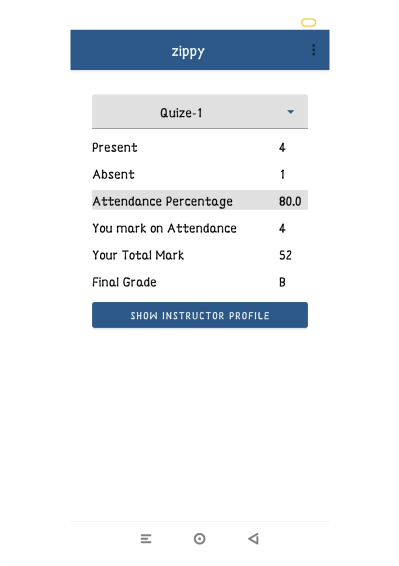 zippy
Quize-1
Present 4
Absent 1
Attendance Percentage 80.0
You mark on Attendance 4
Your Total Mark 52
Final Grade B
SHOW INSTRUCTOR PROFILE